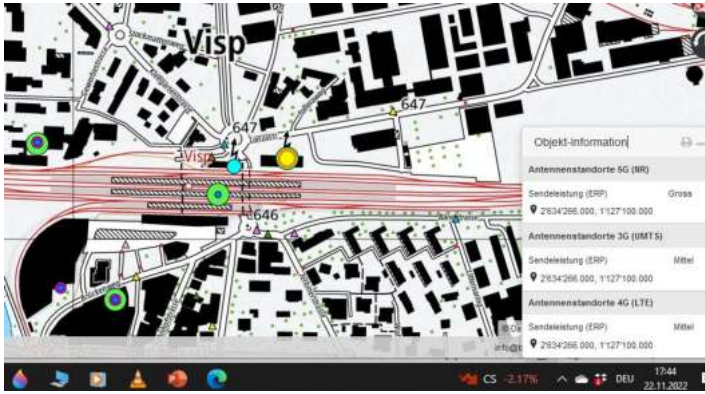 Visp
647
647
Visp
646
Objekt-Information
Antennenstandorte 5G (NR)
Sendeleistung (ERP) Gross
2'634'266.000, 1'127'100.000
Antennenstandorte 3G (UMTS)
Sendeleistung (ERP) Mittel
2'634'266.000, 1'127'100.000
Antennenstandorte 4G (LTE)
Sendeleistung (ERP) Mittel
2'634'266.000, 1'127'100.000
CS -2.17%
DEU
17:44
22.11.2022